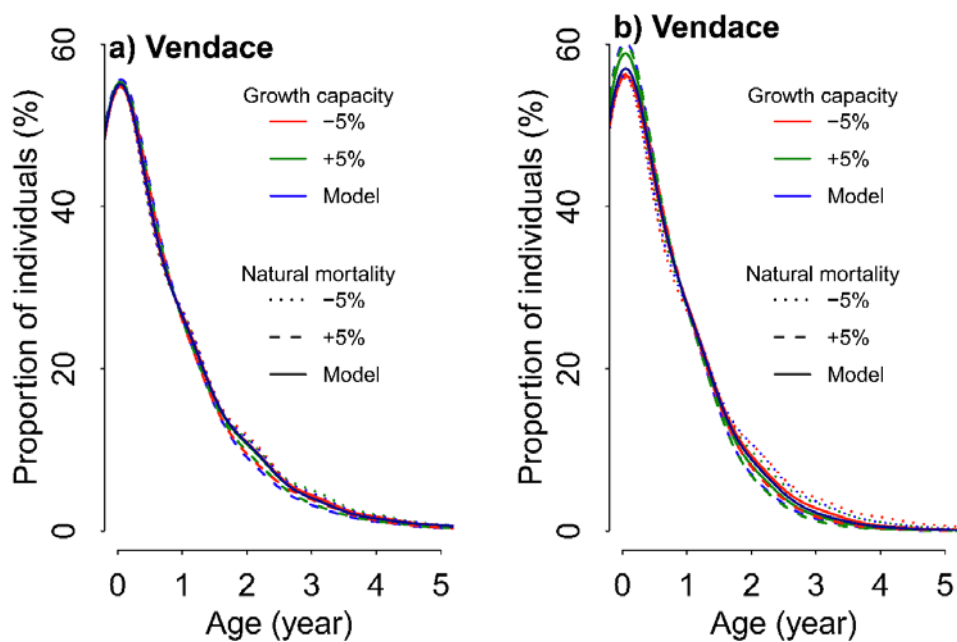 a) Vendace
Proportion of individuals (%)
60
40
20
0
Growth capacity
−5%
+5%
Model
Natural mortality
−5%
+5%
Model
0 1 2 3 4 5
Age (year)
b) Vendace
Proportion of individuals (%)
60
40
20
0
Growth capacity
−5%
+5%
Model
Natural mortality
−5%
+5%
Model
0 1 2 3 4 5
Age (year)